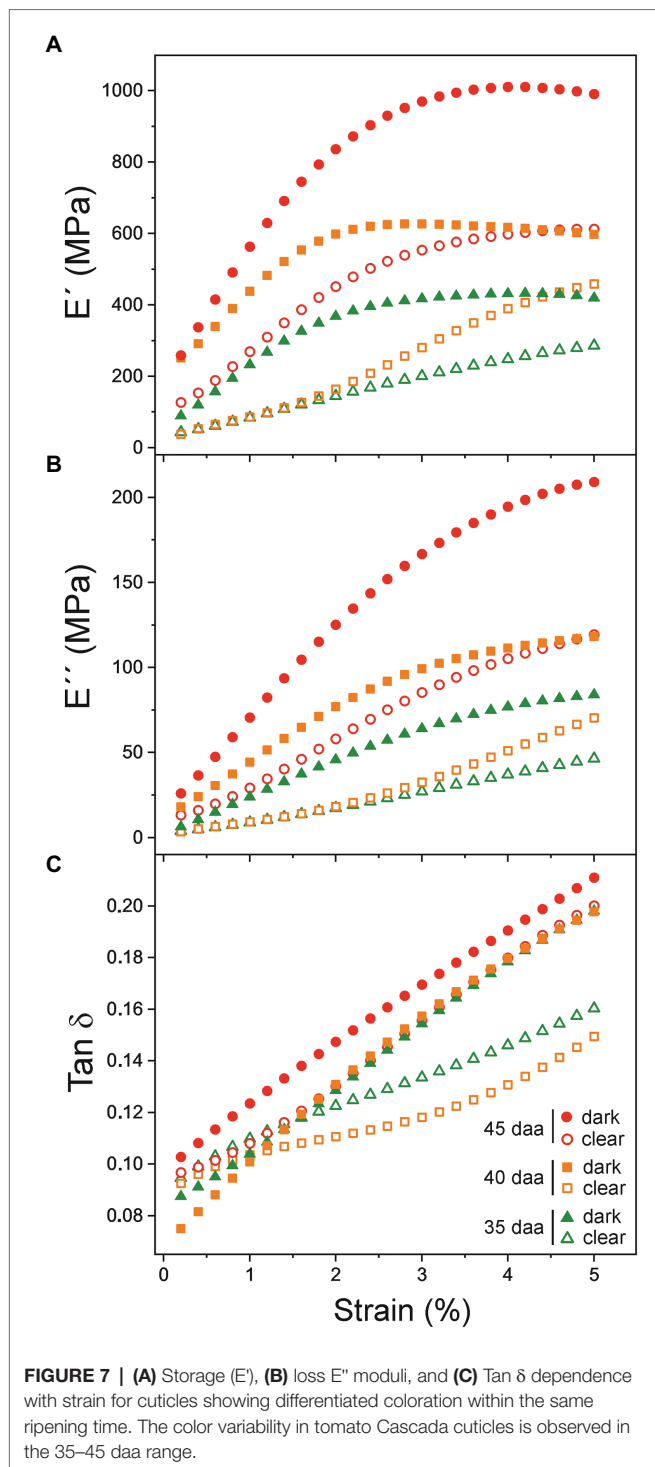 A
1000
800
600
400
200
0
E´ (MPa)
B
200
150
100
50
0
E´´ (MPa)
C
0.20
0.18
0.16
0.14
0.12
0.10
0.08
Tan δ
45 daa dark
clear
40 daa dark
clear
35 daa dark
clear
0 1 2 3 4 5
Strain (%)
FIGURE 7 | (A) Storage (E′), (B) loss E″ moduli, and (C) Tan δ dependence
with strain for cuticles showing differentiated coloration within the same
ripening time. The color variability in tomato Cascada cuticles is observed in
the 35–45 daa range.